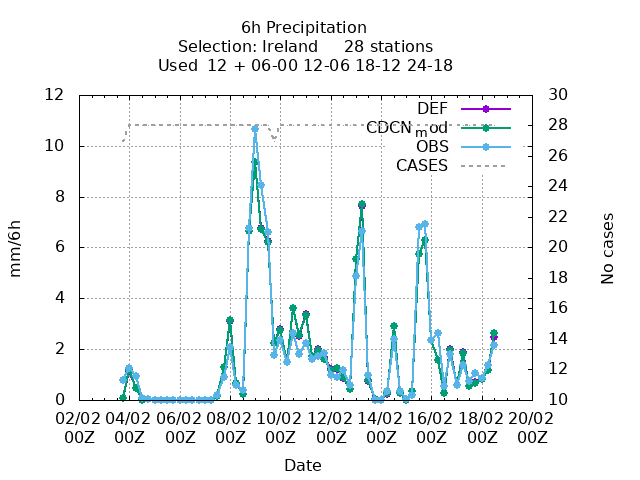 6h Precipitation
Selection: Ireland 28 stations
Used 12 + 06-00 12-06 18-12 24-18
DEF
CDCN_mod
OBS
CASES
12
10
8
6
4
2
0
30
28
26
24
22
20
18
16
14
12
10
mm/6h
No cases
02/02 04/02 06/02 08/02 10/02 12/02 14/02 16/02 18/02 20/02
00Z 00Z 00Z 00Z 00Z 00Z 00Z 00Z 00Z 00Z
Date